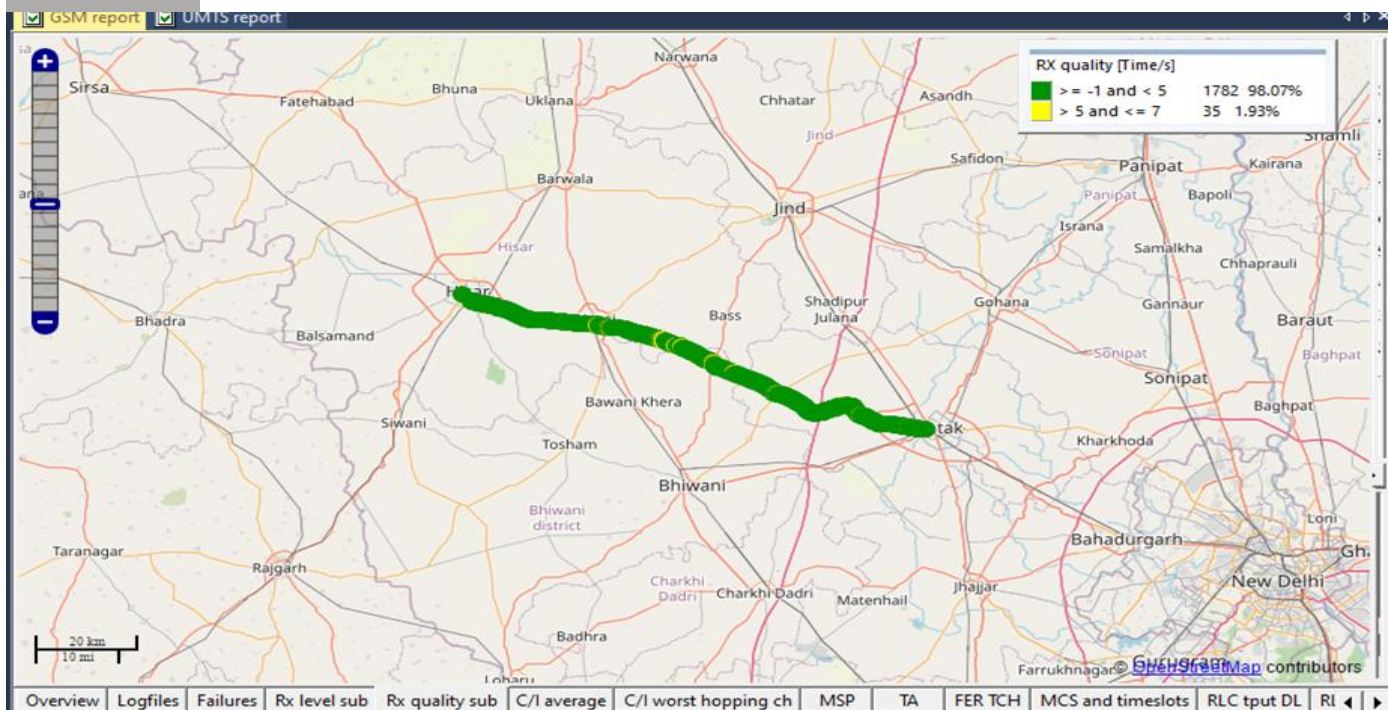 GSM report UMTS report
RX quality [Time/s]
>= -1 and < 5 1782 98.07%
> 5 and <= 7 35 1.93%
Narwana
Sirsa
Bhuna
Fatehabad
Uklana
Chhatar
Asandh
Jind
Shamli
Safidon
Panipat
Kairana
Barwala
Panipat
Bapoli
Jind
Israna
Hisar
Samalkha
Chhaprauli
Shadipur
Julana
Gohana
Gannaur
Bhadra
Balsamand
Bass
Baraut
Sonipat
Baghpat
Sonipat
Bawani Khera
Baghpat
Siwani
tak
Tosham
Kharkhoda
Bhiwani
Bhiwani
district
Loni
Taranagar
Bahadurgarh
Gha
Rajgarh
New Delhi
Charkhi
Dadri
Charkhi Dadri
Matenhail
Jhajjar
Badhra
20 km
10 mi
Loharu
Farrukhnagar
Gurugram
© OpenStreetMap contributors
Overview Logfiles Failures Rx level sub Rx quality sub C/I average C/I worst hopping ch MSP TA FER TCH MCS and timeslots RLC tput DL RL